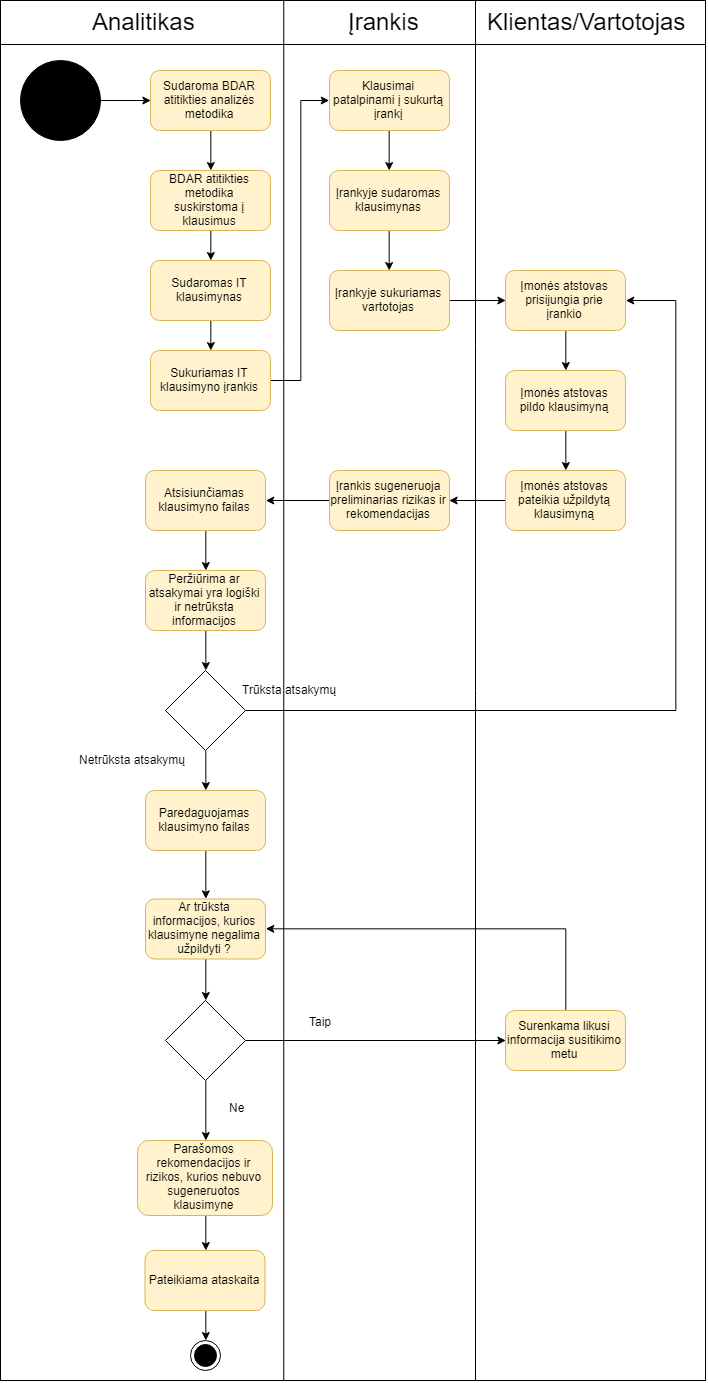 Analitikas
Įrankis
Klientas/Vartotojas
Sudaroma BDAR
atitikties analizės
metodika
BDAR atitikties
metodika
suskirstoma į
klausimus
Sudaromas IT
klausimynas
Sukuriamas IT
klausimyno įrankis
Klausimai
patalpinami į sukurtą
įrankį
Įrankyje sudaromas
klausimynas
Įrankyje sukuriamas
vartotojas
Įmonės atstovas
prisijungia prie
įrankio
Įmonės atstovas
pildo klausimyną
Įmonės atstovas
pateikia užpildytą
klausimyną
Įrankis sugeneruoja
preliminarias rizikas ir
rekomendacijas
Atsisiunčiamas
klausimyno failas
Peržiūrima ar
atsakymai yra logiški
ir netrūksta
informacijos
Trūksta atsakymų
Netrūksta atsakymų
Paredaguojamas
klausimyno failas
Ar trūksta
informacijos, kurios
klausimyne negalima
užpildyti ?
Taip
Surenkama likusi
informacija susitikimo
metu
Ne
Parašomos
rekomendacijos ir
rizikos, kurios nebuvo
sugeneruotos
klausimyne
Pateikiama ataskaita